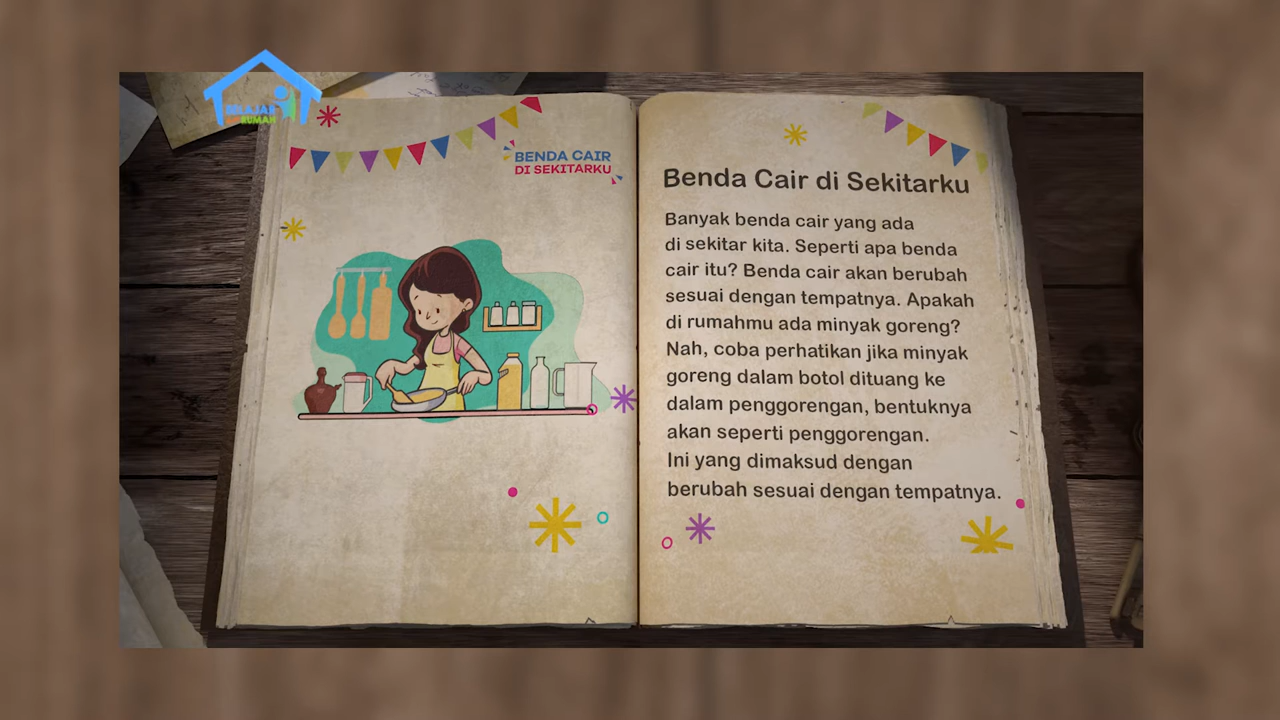 BELAJAR
RUMAH
BENDA CAIR
DI SEKITARKU
Benda Cair di Sekitarku
Banyak benda cair yang ada
di sekitar kita. Seperti apa benda
cair itu? Benda cair akan berubah
sesuai dengan tempatnya. Apakah
di rumahmu ada minyak goreng?
Nah, coba perhatikan jika minyak
goreng dalam botol dituang ke
dalam penggorengan, bentuknya
akan seperti penggorengan.
Ini yang dimaksud dengan
berubah sesuai dengan tempatnya.